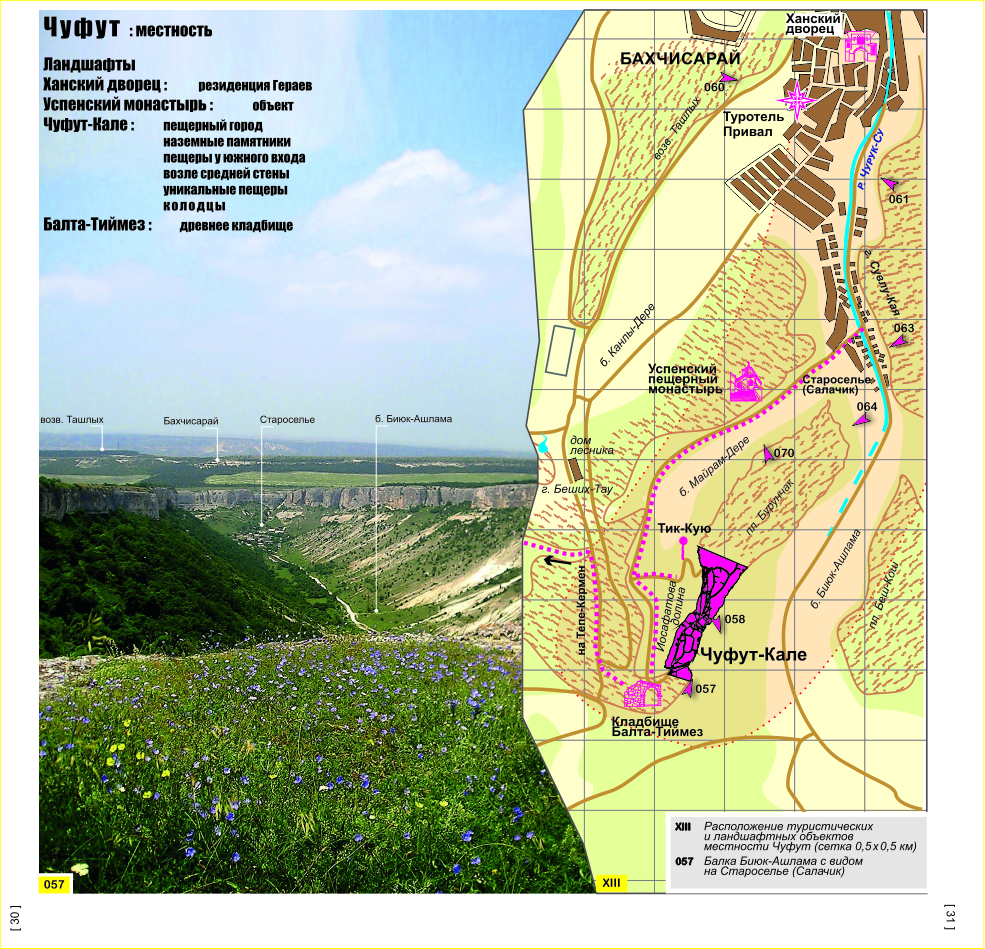 Чуфут : местность
Ландшафты
Ханский дворец : резиденция Гераев
Успенский монастырь : объект
Чуфут-Кале : пещерный город
наземные памятники
пещеры у южного входа
возле средней стены
уникальные пещеры
колодцы
Балта-Тиймез : древнее кладбище
возв. Ташлых
Бахчисарай
Староселье
б. Биюк-Ашлама
057
Ханский
дворец
БАХЧИСАРАЙ
060
возв. Ташлых
Туротель
Привал
р. Чурук-Су
061
г. Сувлу-Кая
063
б. Канлы-Дере
Успенский
пещерный
монастырь
Староселье
(Салачик)
064
дом
лесника
б. Майрам-Дере
070
г. Беших-Тау
пл. Бурунчак
Тик-Кую
б. Биюк-Ашлама
пл. Беш-Кош
на Тепе-Кермен
Иосафатова
долина
058
Чуфут-Кале
057
Кладбище
Балта-Тиймез
XIII
XIII Расположение туристических
и ландшафтных объектов
местности Чуфут (сетка 0,5 х 0,5 км)
057 Балка Биюк-Ашлама с видом
на Староселье (Салачик)
[ 30 ]
[ 31 ]